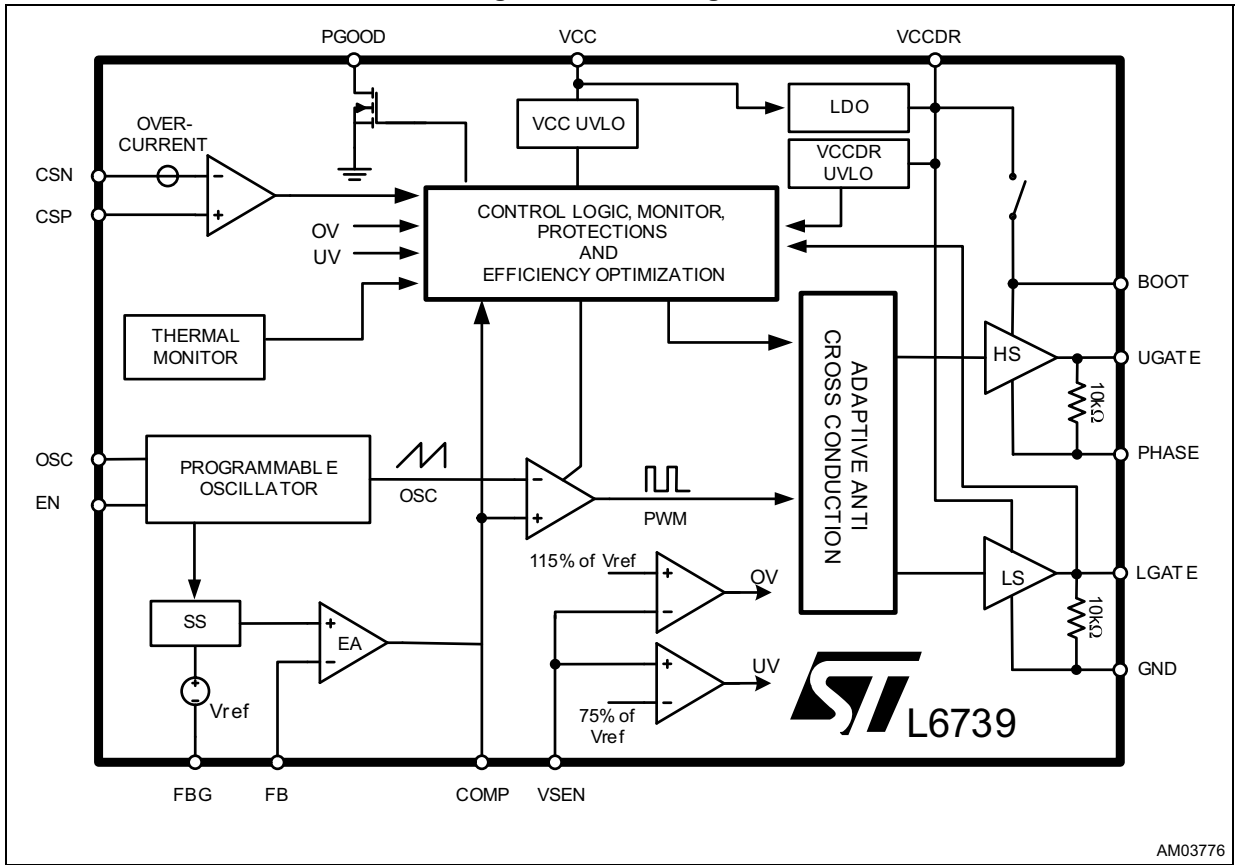 PGOOD
VCC
VCCDR
OVER-
CURRENT
VCC UVLO
LDO
VCCDR
UVLO
CSN
CSP
-
+
OV
UV
CONTROL LOGIC, MONITOR,
PROTECTIONS
AND
EFFICIENCY OPTIMIZATION
BOOT
THERMAL
MONITOR
HS
UGATE
10kΩ
PHASE
ADAPTIVE ANTI
CROSS CONDUCTION
OSC
EN
PROGRAMMABLE
OSCILLATOR
OSC
-
+
PWM
115% of Vref
+
-
OV
LS
LGATE
10kΩ
GND
SS
+
-
EA
+
-
Vref
+
-
UV
75% of
Vref
ST
L6739
FBG
FB
COMP
VSEN
AM03776